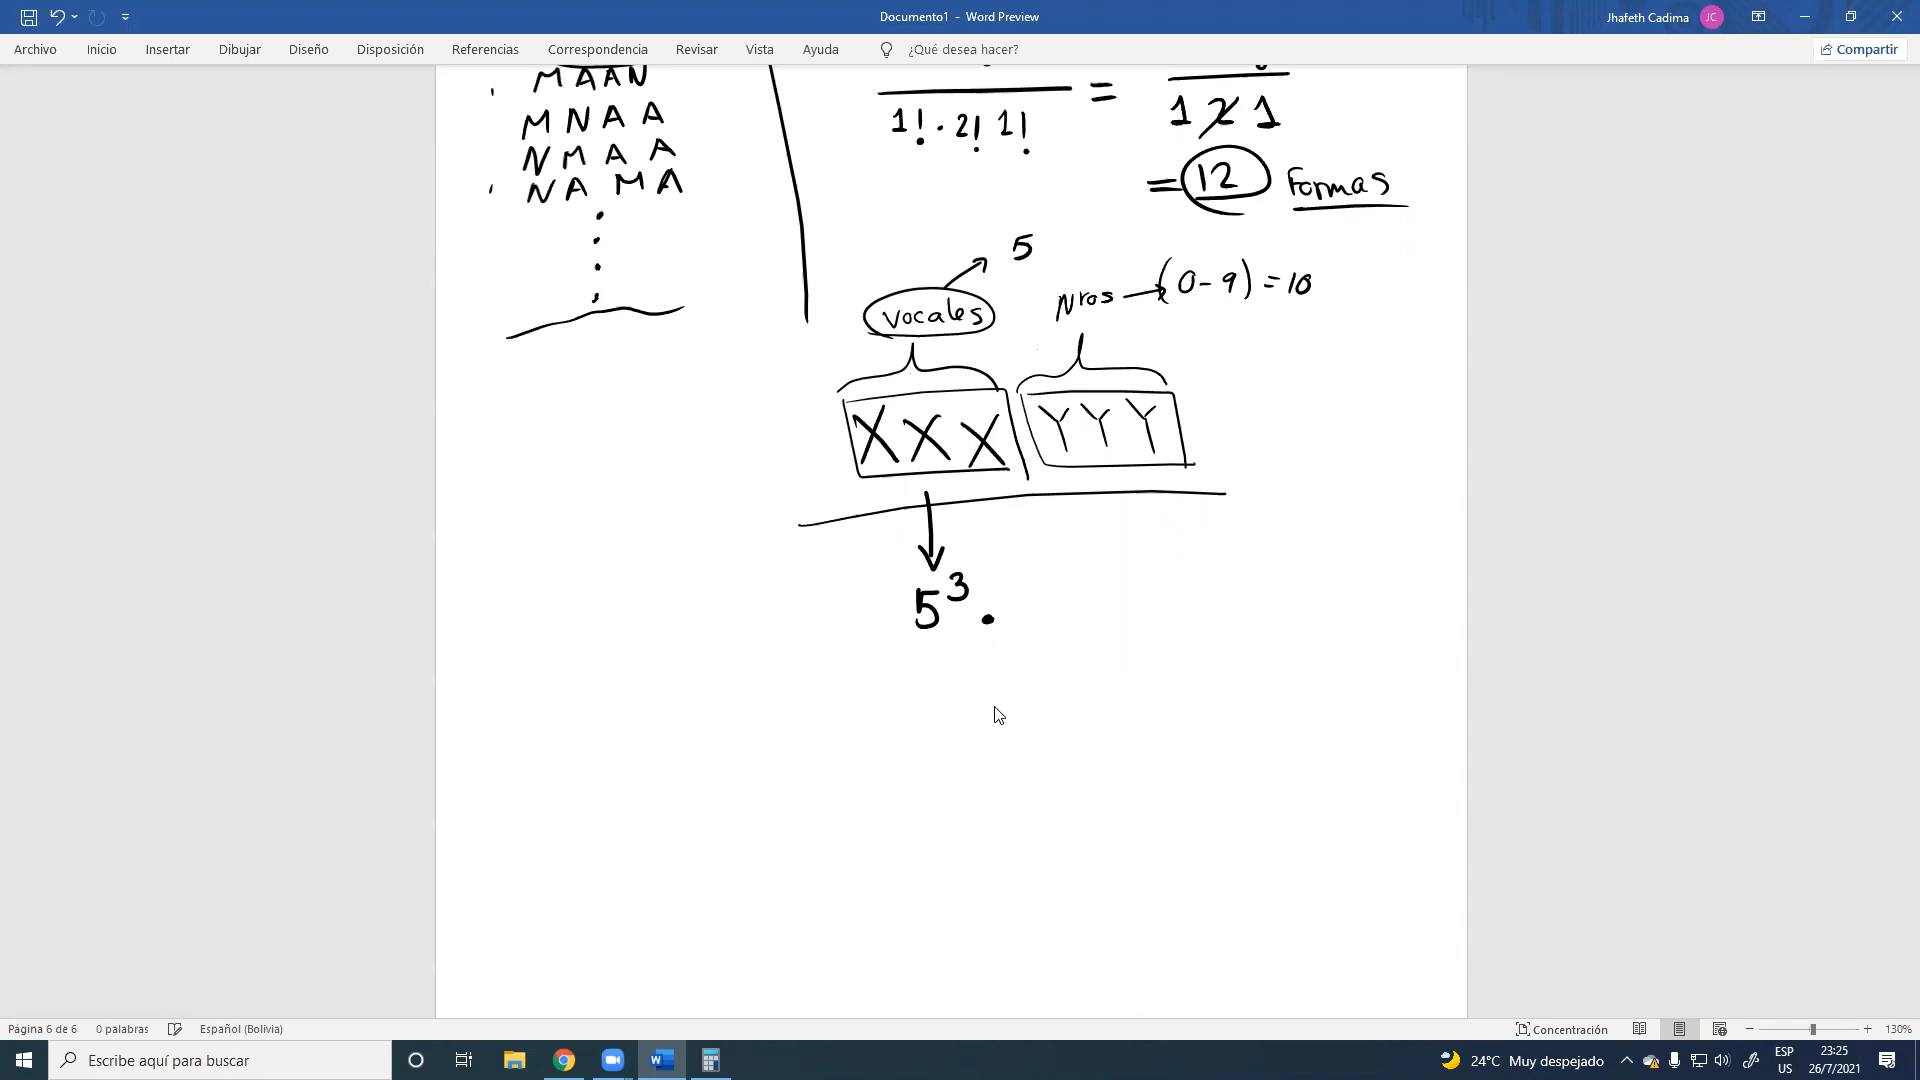 Documento1 - Word Preview
Jhafeth Cadima
JC
Archivo Inicio Insertar Dibujar Diseño Disposición Referencias Correspondencia Revisar Vista Ayuda ¿Qué desea hacer? Compartir
MAAN
MNAA
NMAA
NAMA
1! · 2! 1!
=
1 2 1
= 12 Formas
5
Vocales
Nros → (0 - 9) = 10
XXX YYY
5³ ·
Página 6 de 6 0 palabras Español (Bolivia) Concentración 130%
Escribe aquí para buscar
24°C Muy despejado
ESP
US
23:25
26/7/2021